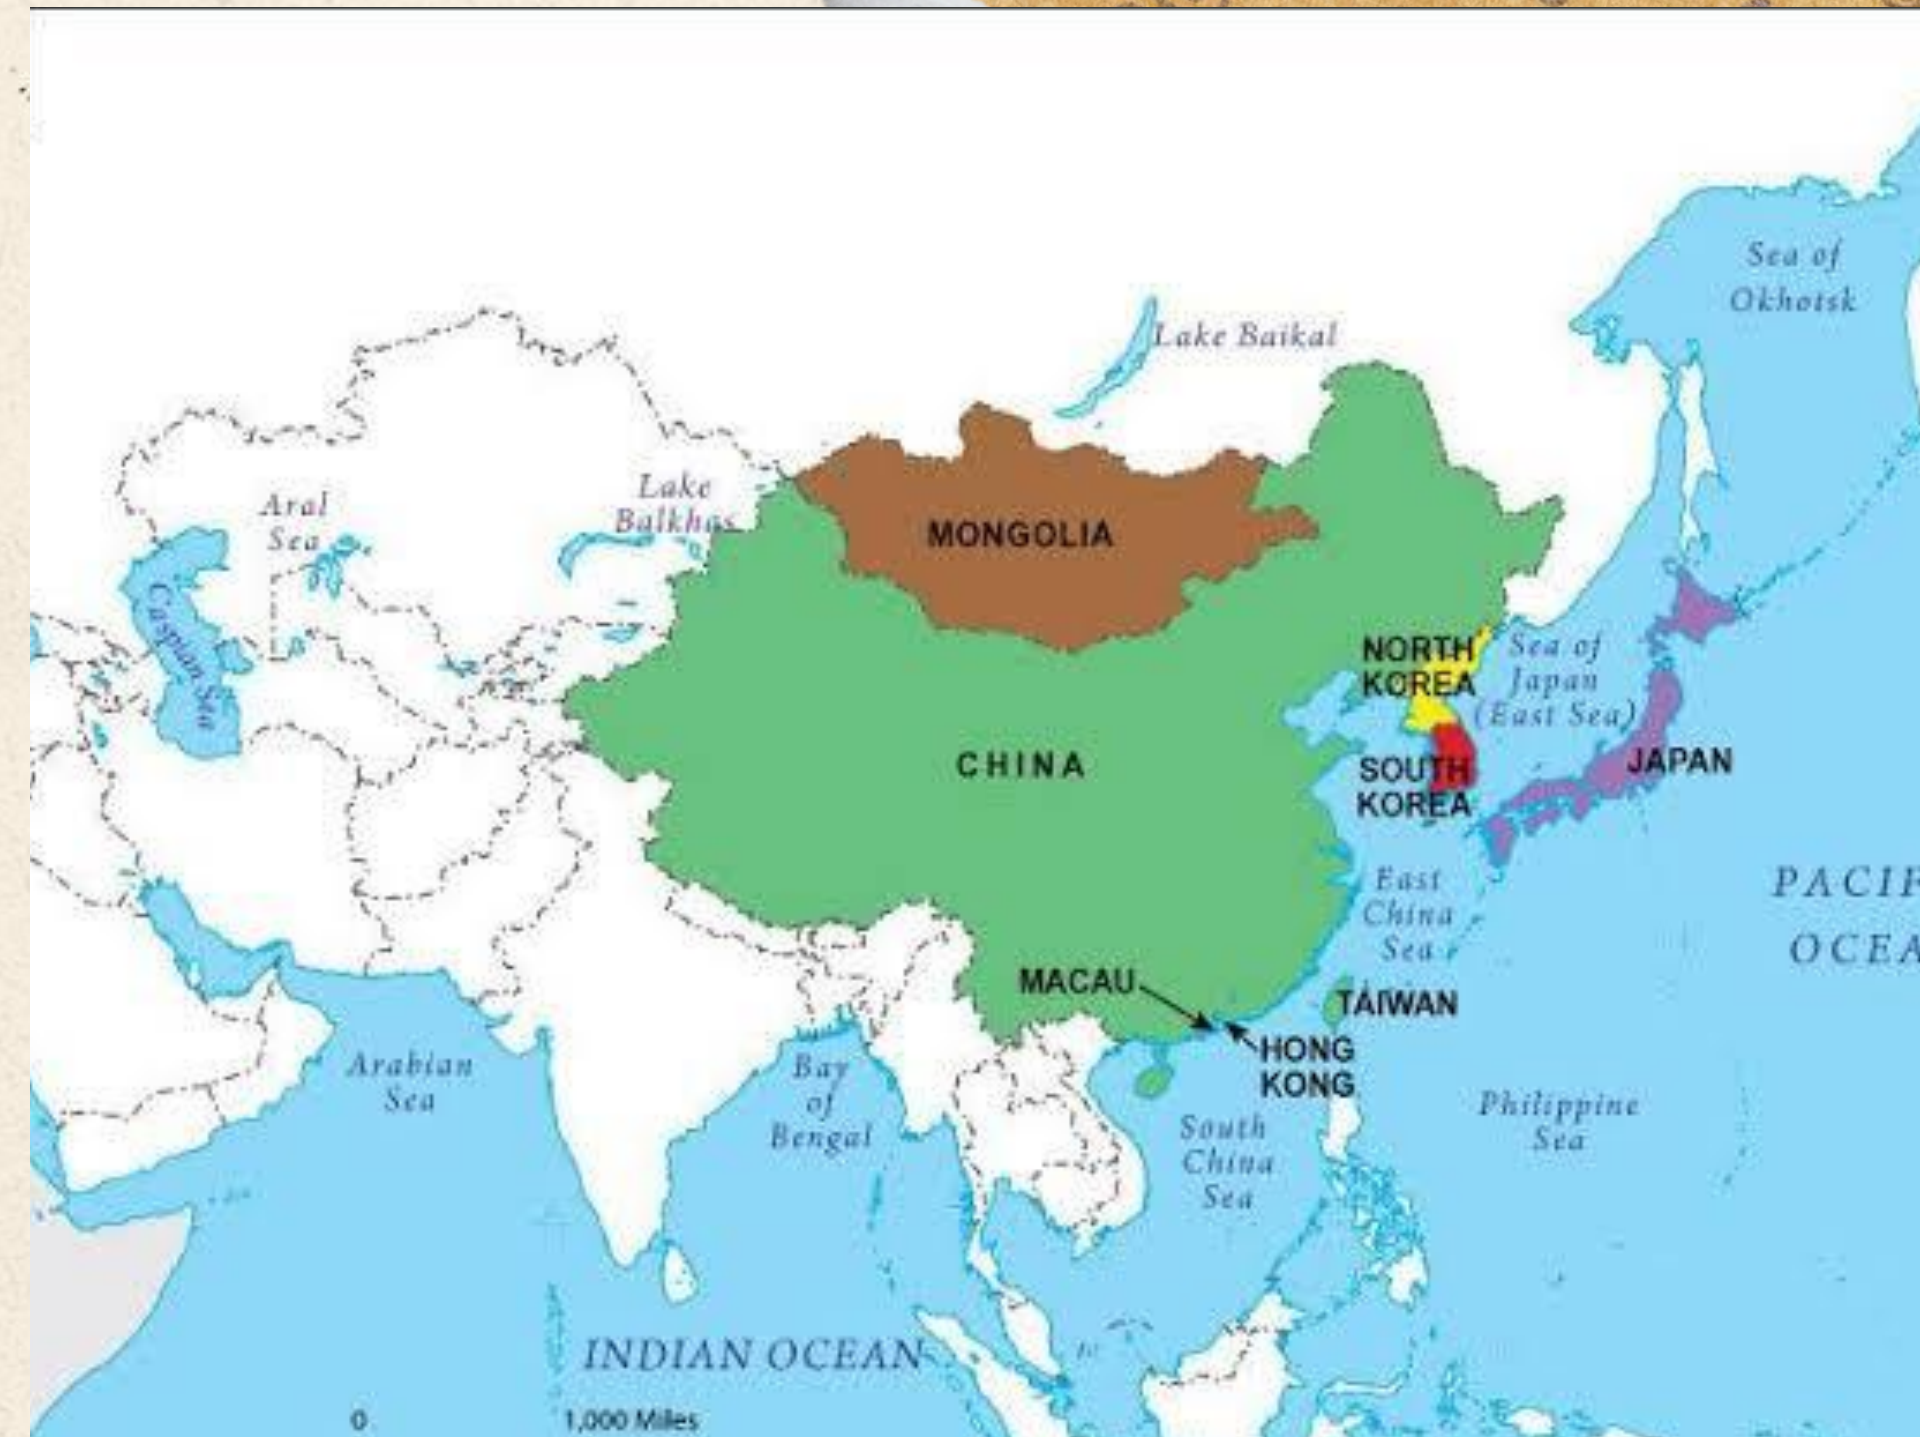 Sea of
Okhotsk
Lake Baikal
Lake
Balkhas
Aral
Sea
MONGOLIA
Caspian Sea
NORTH
KOREA
Sea of
Japan
(East Sea)
CHINA
SOUTH
KOREA
JAPAN
East
China
Sea
PACIF
OCEA
MACAU
TAIWAN
HONG
KONG
Arabian
Sea
Bay
of
Bengal
South
China
Sea
Philippine
Sea
INDIAN OCEAN
0 1,000 Miles